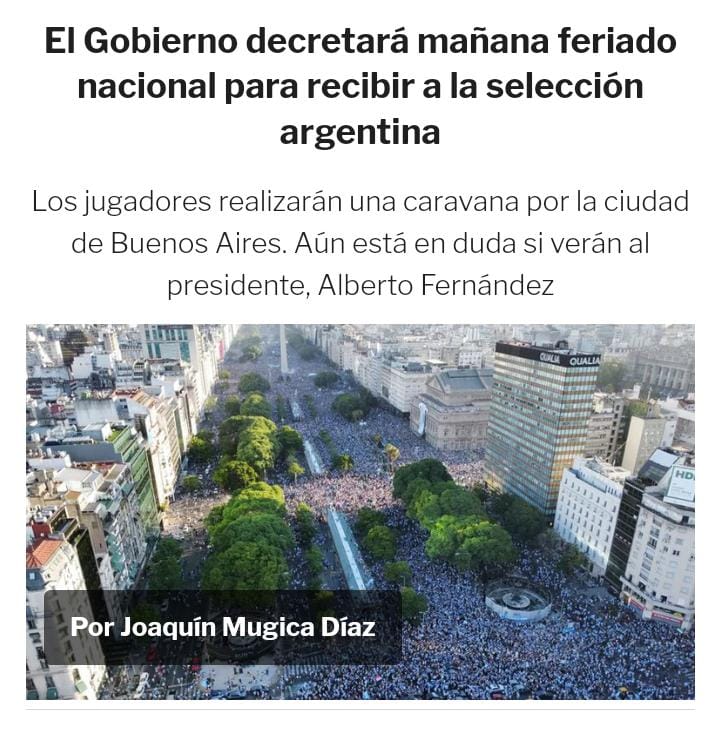 El Gobierno decretará mañana feriado
nacional para recibir a la selección
argentina
Los jugadores realizarán una caravana por la ciudad
de Buenos Aires. Aún está en duda si verán al
presidente, Alberto Fernández
QUALIA QUALIA
HDI
Por Joaquín Mugica Díaz